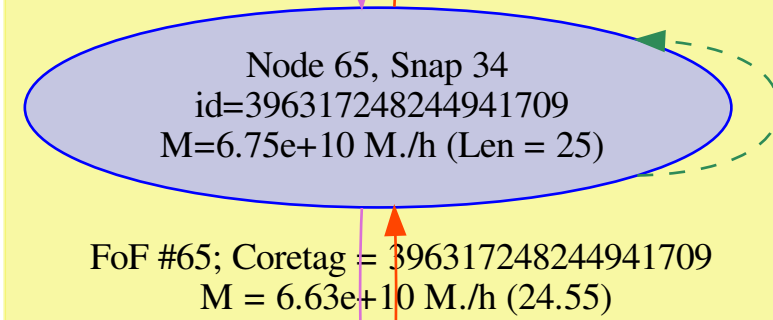 Node 65, Snap 34
id=396317248244941709
M=6.75e+10 M./h (Len = 25)
FoF #65; Coretag = 396317248244941709
M = 6.63e+10 M./h (24.55)